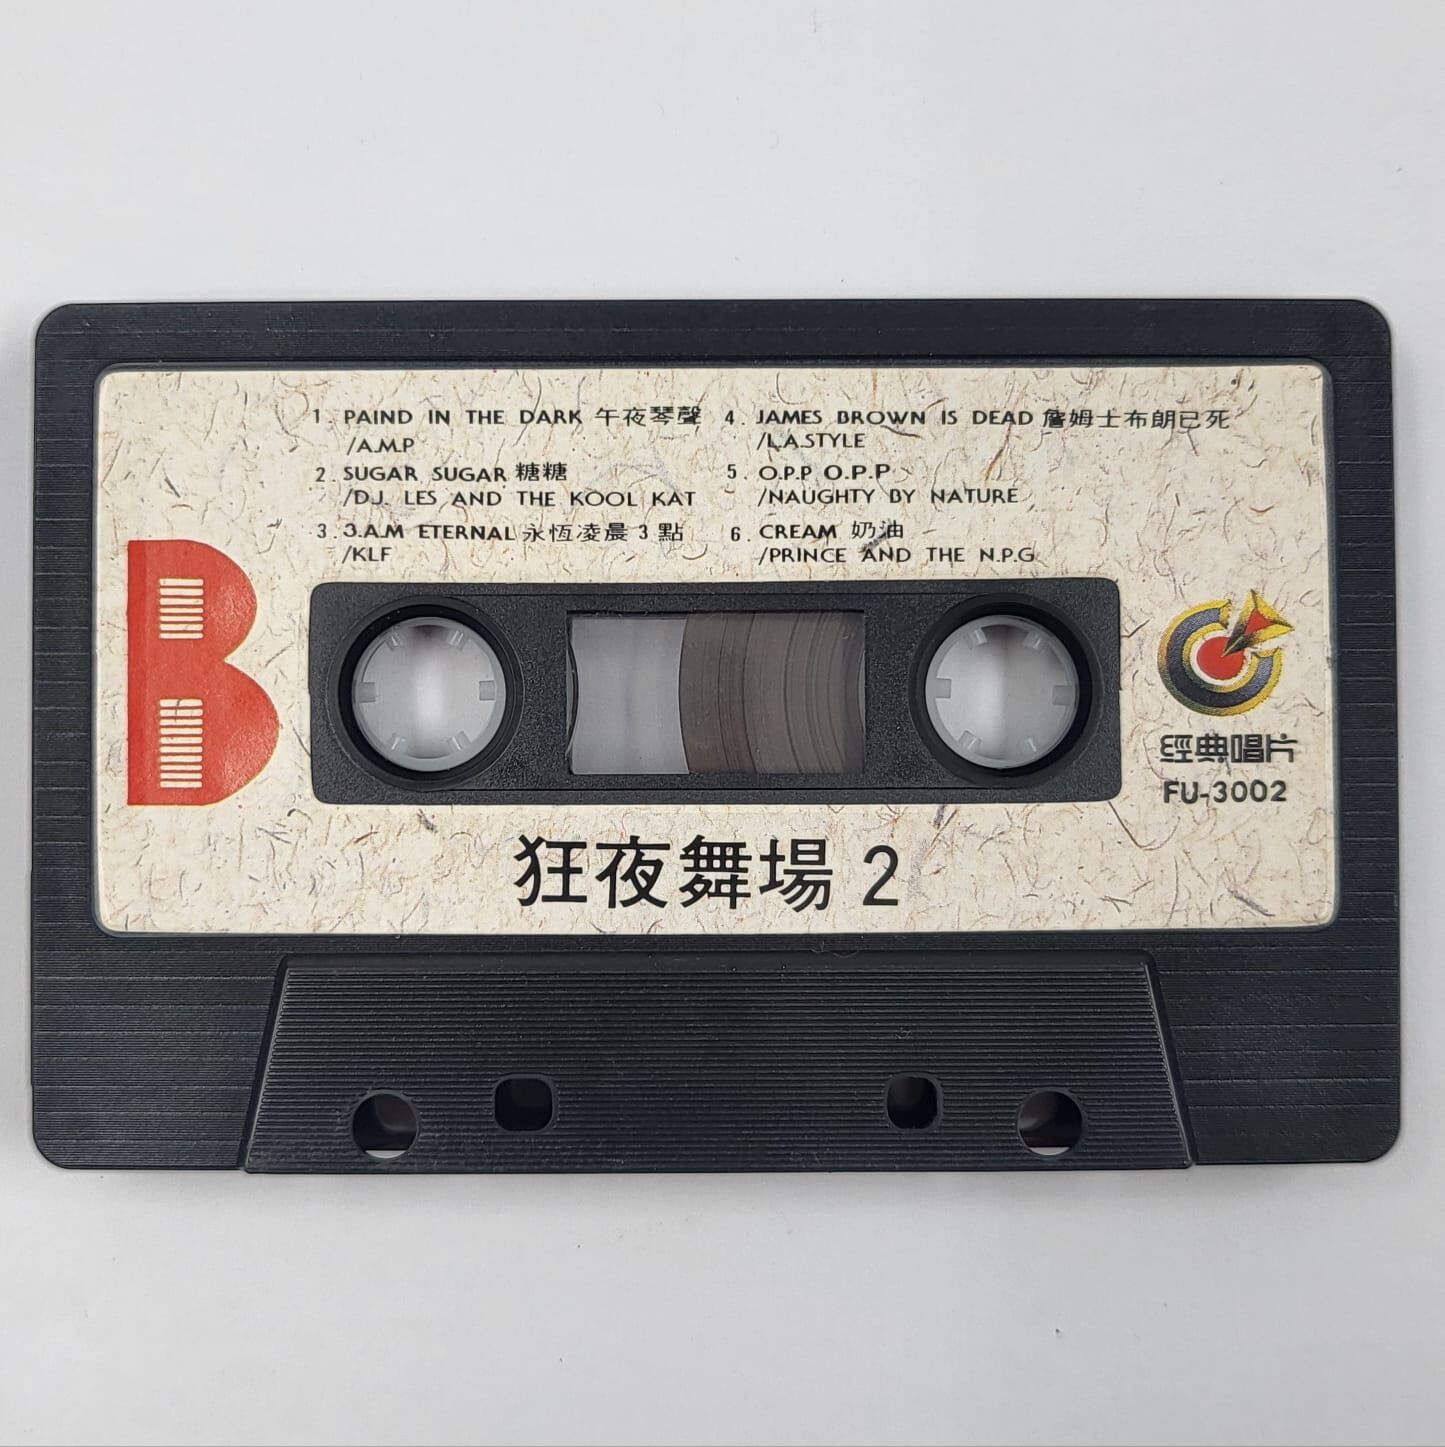 1. PAIND IN THE DARK 午夜琴聲
/A.M.P
2. SUGAR SUGAR 糖糖
/D.J. LES AND THE KOOL KAT
3. 3.A.M ETERNAL 永恆凌晨 3 點
/KLF
4. JAMES BROWN IS DEAD 詹姆士布朗已死
/L.A.STYLE
5. O.P.P O.P.P
/NAUGHTY BY NATURE
6. CREAM 奶油
/PRINCE AND THE N.P.G
B
經典唱片
FU-3002
狂夜舞場 2